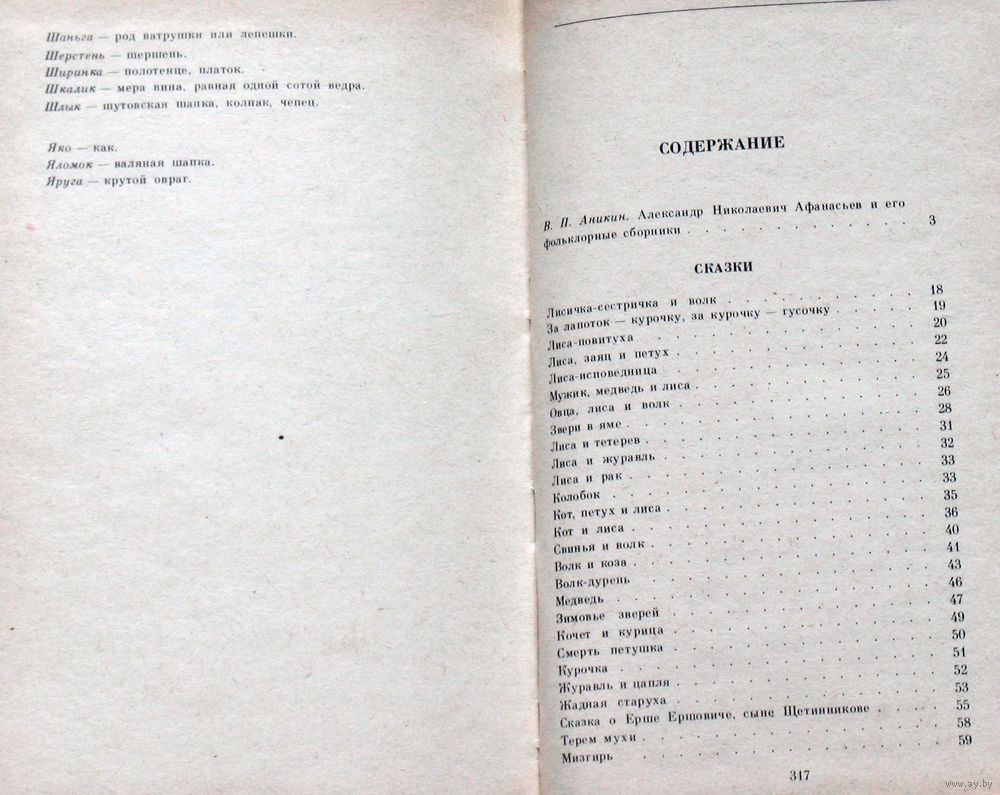 Шаньга — род ватрушки или лепешки.
Шерстень — шершень.
Ширинка — полотенце, платок.
Шкалик — мера вина, равная одной сотой ведра.
Шлык — шутовская шапка, колпак, чепец.
Яко — как.
Яломок — валяная шапка.
Яруга — крутой овраг.
СОДЕРЖАНИЕ
В. П. Аникин. Александр Николаевич Афанасьев и его
фольклорные сборники . . . . . . . . . . . 3
СКАЗКИ
Лисичка-сестричка и волк . . . . . . . . . 18
За лапоток — курочку, за курочку — гусочку . . . . 19
Лиса-повитуха . . . . . . . . . . . 20
Лиса, заяц и петух . . . . . . . . . . 22
Лиса-исповедница . . . . . . . . . . 24
Мужик, медведь и лиса . . . . . . . . . 25
Овца, лиса и волк . . . . . . . . . . 26
Звери в яме . . . . . . . . . . . 28
Лиса и тетерев . . . . . . . . . . . 31
Лиса и журавль . . . . . . . . . . . 32
Лиса и рак . . . . . . . . . . . 33
Колобок . . . . . . . . . . . . 33
Кот, петух и лиса . . . . . . . . . . 35
Кот и лиса . . . . . . . . . . . 36
Свинья и волк . . . . . . . . . . . 40
Волк и коза . . . . . . . . . . . 41
Волк-дурень . . . . . . . . . . . 43
Медведь . . . . . . . . . . . . 46
Зимовье зверей . . . . . . . . . . . 47
Кочет и курица . . . . . . . . . . . 49
Смерть петушка . . . . . . . . . . . 50
Курочка . . . . . . . . . . . . 51
Журавль и цапля . . . . . . . . . . 52
Жадная старуха . . . . . . . . . . 53
Сказка о Ерше Ершовиче, сыне Щетинникове . . . . 55
Терем мухи . . . . . . . . . . . 58
Мизгирь . . . . . . . . . . . . 59
317
www.ay.by